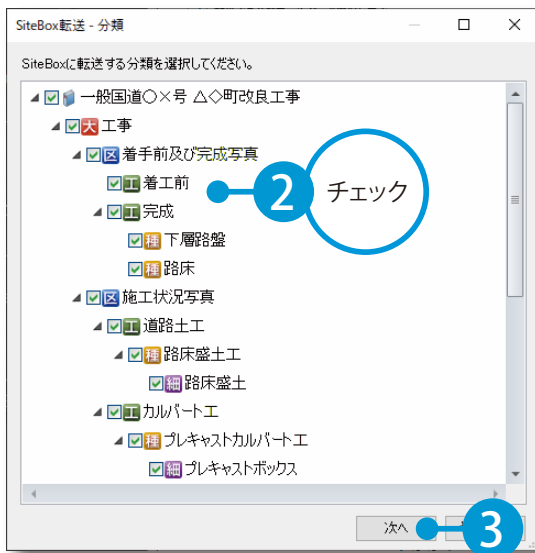 SiteBox転送 - 分類
SiteBoxに転送する分類を選択してください。
一般国道○×号 △◇町改良工事
大 工事
区 着手前及び完成写真
工 着工前
2 チェック
工 完成
種 下層路盤
種 路床
区 施工状況写真
工 道路土工
種 路床盛土工
細 路床盛土
工 カルバート工
種 プレキャストカルバート工
細 プレキャストボックス
次へ 3